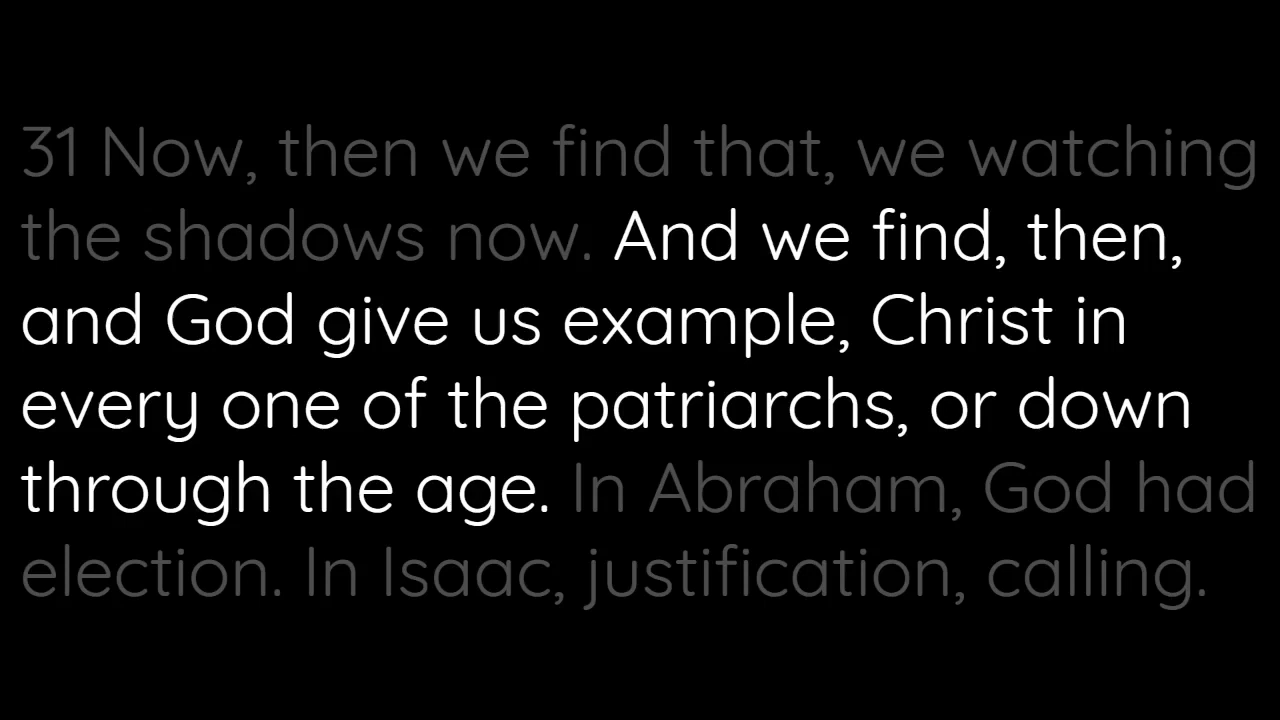 31 Now, then we find that, we watching
the shadows now. And we find, then,
and God give us example, Christ in
every one of the patriarchs, or down
through the age. In Abraham, God had
election. In Isaac, justification, calling.